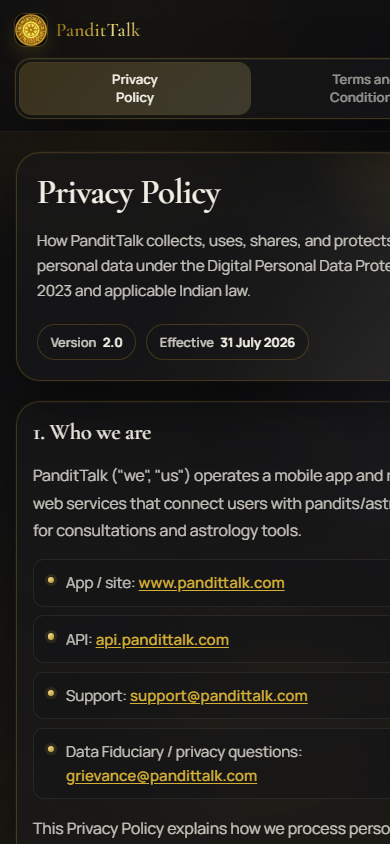 PanditTalk
Privacy
Policy
Terms and
Condition
Privacy Policy
How PanditTalk collects, uses, shares, and protects
personal data under the Digital Personal Data Prote
2023 and applicable Indian law.
Version 2.0
Effective 31 July 2026
1. Who we are
PanditTalk ("we", "us") operates a mobile app and
web services that connect users with pandits/ast
for consultations and astrology tools.
App / site: www.pandittalk.com
API: api.pandittalk.com
Support: support@pandittalk.com
Data Fiduciary / privacy questions:
grievance@pandittalk.com
This Privacy Policy explains how we process perso